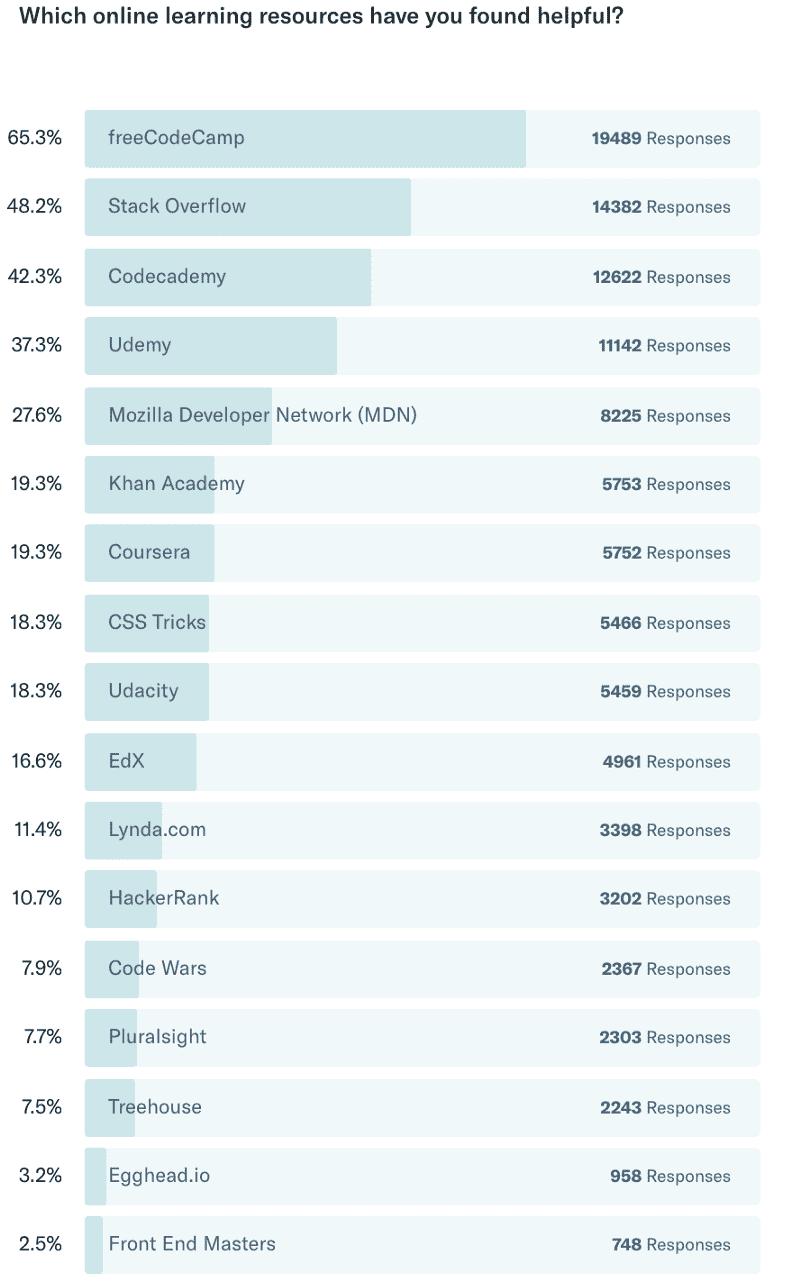 Which online learning resources have you found helpful?
65.3% freeCodeCamp 19489 Responses
48.2% Stack Overflow 14382 Responses
42.3% Codecademy 12622 Responses
37.3% Udemy 11142 Responses
27.6% Mozilla Developer Network (MDN) 8225 Responses
19.3% Khan Academy 5753 Responses
19.3% Coursera 5752 Responses
18.3% CSS Tricks 5466 Responses
18.3% Udacity 5459 Responses
16.6% EdX 4961 Responses
11.4% Lynda.com 3398 Responses
10.7% HackerRank 3202 Responses
7.9% Code Wars 2367 Responses
7.7% Pluralsight 2303 Responses
7.5% Treehouse 2243 Responses
3.2% Egghead.io 958 Responses
2.5% Front End Masters 748 Responses